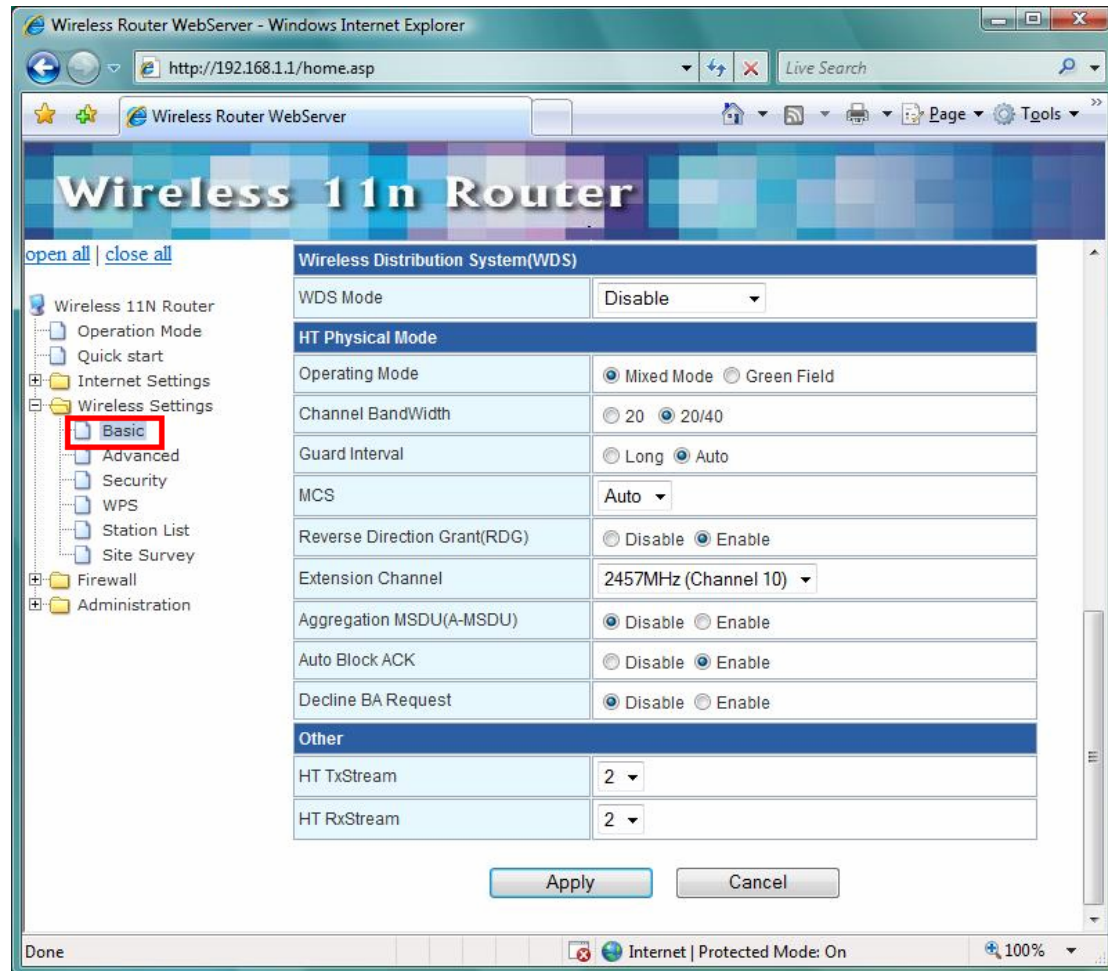 Wireless Router WebServer - Windows Internet Explorer
http://192.168.1.1/home.asp
Live Search
Wireless Router WebServer
Page
Tools
Wireless 11n Router
open all | close all
Wireless 11N Router
Operation Mode
Quick start
Internet Settings
Wireless Settings
Basic
Advanced
Security
WPS
Station List
Site Survey
Firewall
Administration
Wireless Distribution System(WDS)
WDS Mode Disable
HT Physical Mode
Operating Mode Mixed Mode Green Field
Channel BandWidth 20 20/40
Guard Interval Long Auto
MCS Auto
Reverse Direction Grant(RDG) Disable Enable
Extension Channel 2457MHz (Channel 10)
Aggregation MSDU(A-MSDU) Disable Enable
Auto Block ACK Disable Enable
Decline BA Request Disable Enable
Other
HT TxStream 2
HT RxStream 2
Apply Cancel
Done Internet | Protected Mode: On 100%